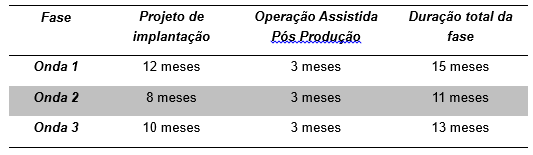 Fase Projeto de implantação Operação Assistida Pós Produção Duração total da fase
Onda 1 12 meses 3 meses 15 meses
Onda 2 8 meses 3 meses 11 meses
Onda 3 10 meses 3 meses 13 meses